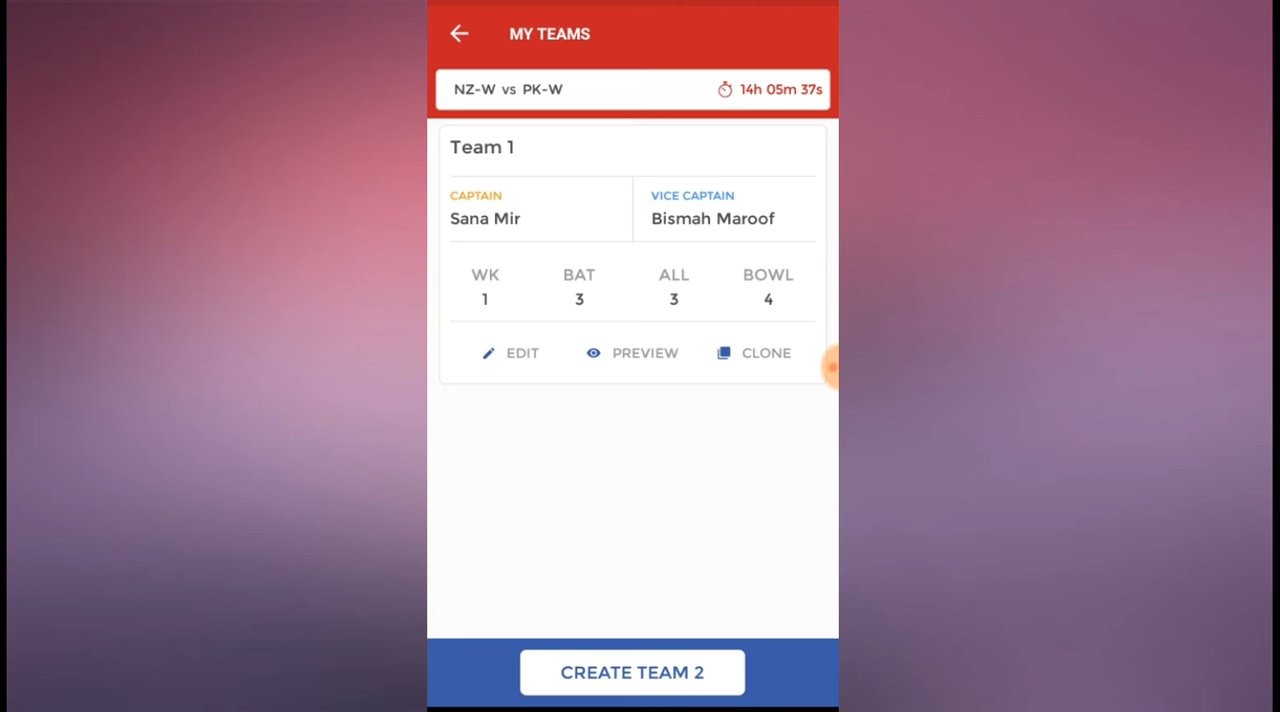 MY TEAMS
NZ-W vs PK-W 14h 05m 37s
Team 1
CAPTAIN VICE CAPTAIN
Sana Mir Bismah Maroof
WK BAT ALL BOWL
1 3 3 4
EDIT PREVIEW CLONE
CREATE TEAM 2